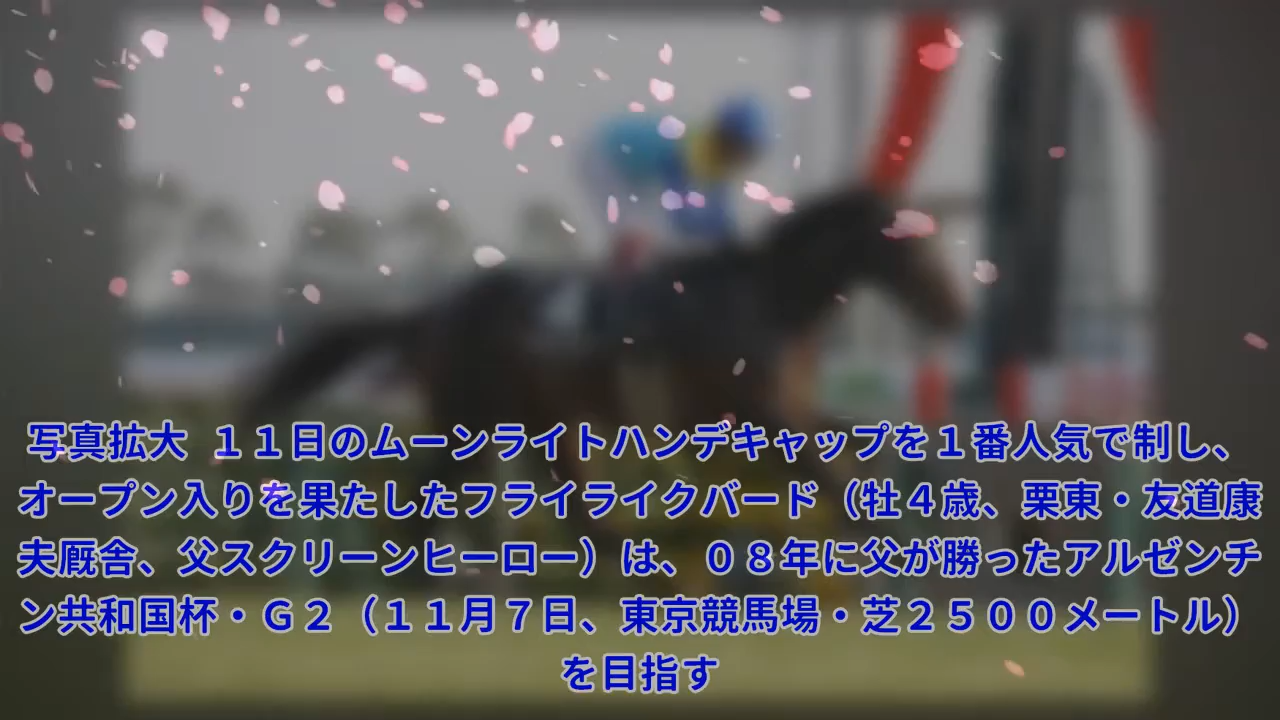 写真拡大 １１日のムーンライトハンデキャップを１番人気で制し、
オープン入りを果たしたフライライクバード（牡４歳、栗東・友道康
夫厩舎、父スクリーンヒーロー）は、０８年に父が勝ったアルゼンチ
ン共和国杯・Ｇ２（１１月７日、東京競馬場・芝２５００メートル）
を目指す